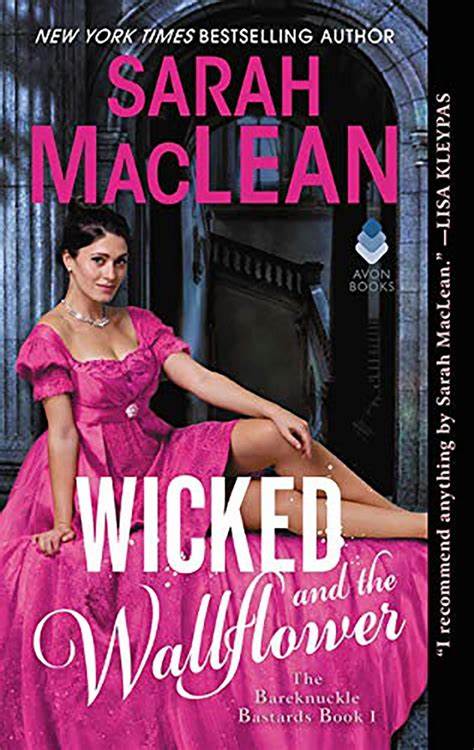 NEW YORK TIMES BESTSELLING AUTHOR
SARAH
MACLEAN
AVON
BOOKS
WICKED
and the
Wallflower
The
Bareknuckle
Bastards Book I
"I recommend anything by Sarah MacLean." —LISA KLEYPAS